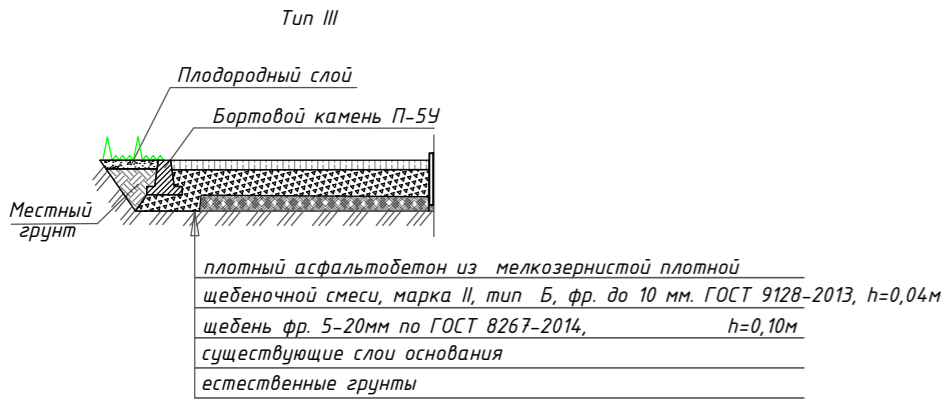 Тип III
Плодородный слой
Бортовой камень П-5У
Местный
грунт
плотный асфальтобетон из мелкозернистой плотной
щебеночной смеси, марка II, тип Б, фр. до 10 мм. ГОСТ 9128-2013, h=0,04м
щебень фр. 5-20мм по ГОСТ 8267-2014, h=0,10м
существующие слои основания
естественные грунты